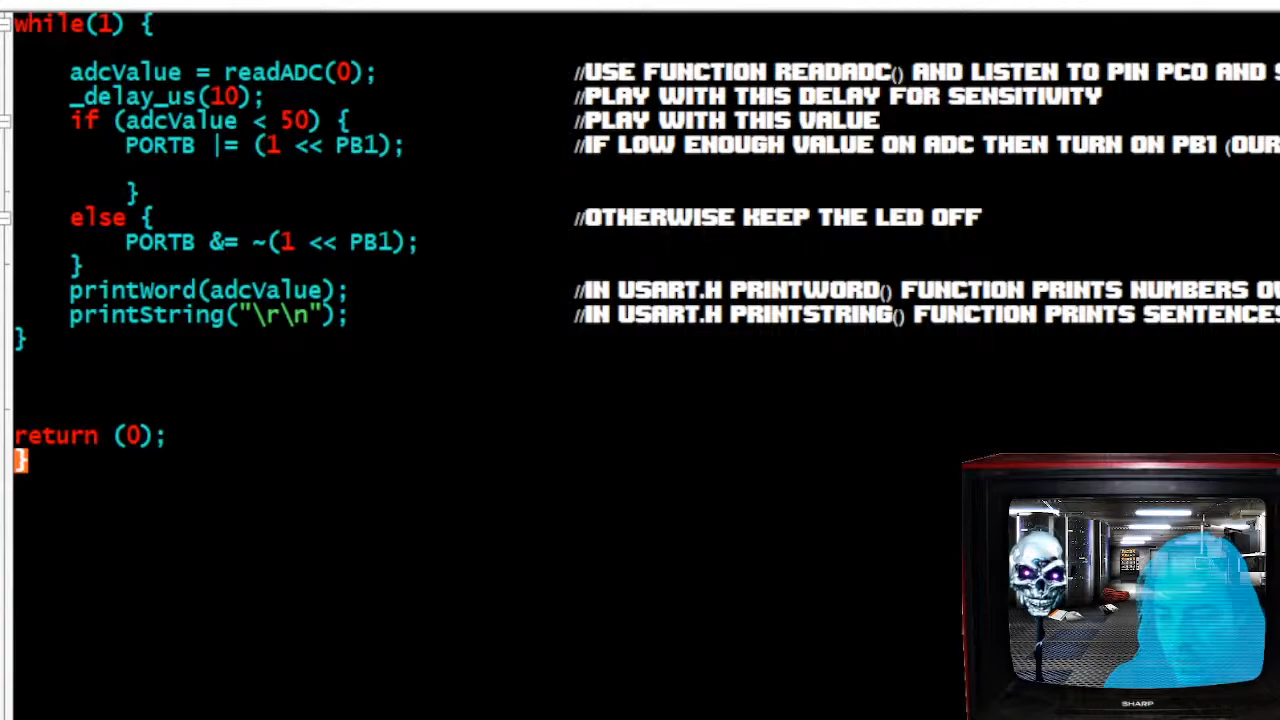 while(1) {
adcValue = readADC(0); //USE FUNCTION READADC() AND LISTEN TO PIN PC0 AND
_delay_us(10); //PLAY WITH THIS DELAY FOR SENSITIVITY
if (adcValue < 50) { //PLAY WITH THIS VALUE
PORTB |= (1 << PB1); //IF LOW ENOUGH VALUE ON ADC THEN TURN ON PB1 (OUR
}
else { //OTHERWISE KEEP THE LED OFF
PORTB &= ~(1 << PB1);
}
printWord(adcValue); //IN USART.H PRINTWORD() FUNCTION PRINTS NUMBERS
printString("\r\n"); //IN USART.H PRINTSTRING() FUNCTION PRINTS SENTENCES
}
return (0);
}
SHARP